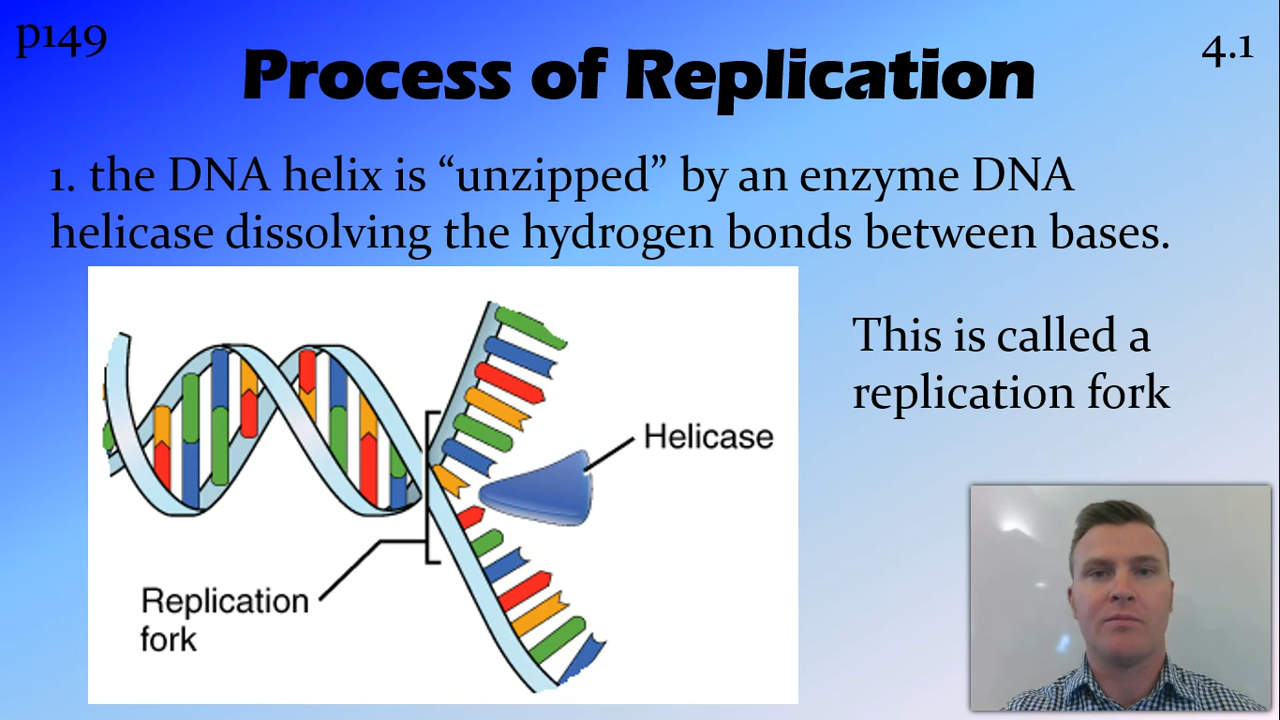 p149
4.1
Process of Replication
1. the DNA helix is “unzipped” by an enzyme DNA
helicase dissolving the hydrogen bonds between bases.
This is called a
replication fork
Helicase
Replication
fork